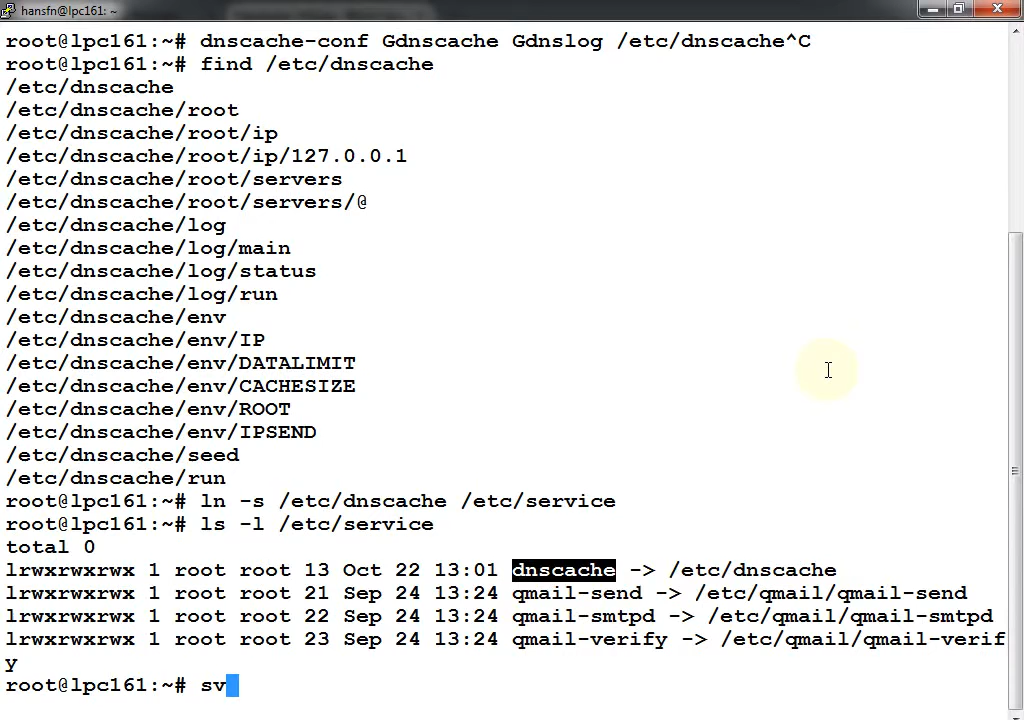 hansfn@lpc161: ~
root@lpc161:~# dnscache-conf Gdnscache Gdnslog /etc/dnscache^C
root@lpc161:~# find /etc/dnscache
/etc/dnscache
/etc/dnscache/root
/etc/dnscache/root/ip
/etc/dnscache/root/ip/127.0.0.1
/etc/dnscache/root/servers
/etc/dnscache/root/servers/@
/etc/dnscache/log
/etc/dnscache/log/main
/etc/dnscache/log/status
/etc/dnscache/log/run
/etc/dnscache/env
/etc/dnscache/env/IP
/etc/dnscache/env/DATALIMIT
/etc/dnscache/env/CACHESIZE
/etc/dnscache/env/ROOT
/etc/dnscache/env/IPSEND
/etc/dnscache/seed
/etc/dnscache/run
root@lpc161:~# ln -s /etc/dnscache /etc/service
root@lpc161:~# ls -l /etc/service
total 0
lrwxrwxrwx 1 root root 13 Oct 22 13:01 dnscache -> /etc/dnscache
lrwxrwxrwx 1 root root 21 Sep 24 13:24 qmail-send -> /etc/qmail/qmail-send
lrwxrwxrwx 1 root root 22 Sep 24 13:24 qmail-smtpd -> /etc/qmail/qmail-smtpd
lrwxrwxrwx 1 root root 23 Sep 24 13:24 qmail-verify -> /etc/qmail/qmail-verif
y
root@lpc161:~# sv